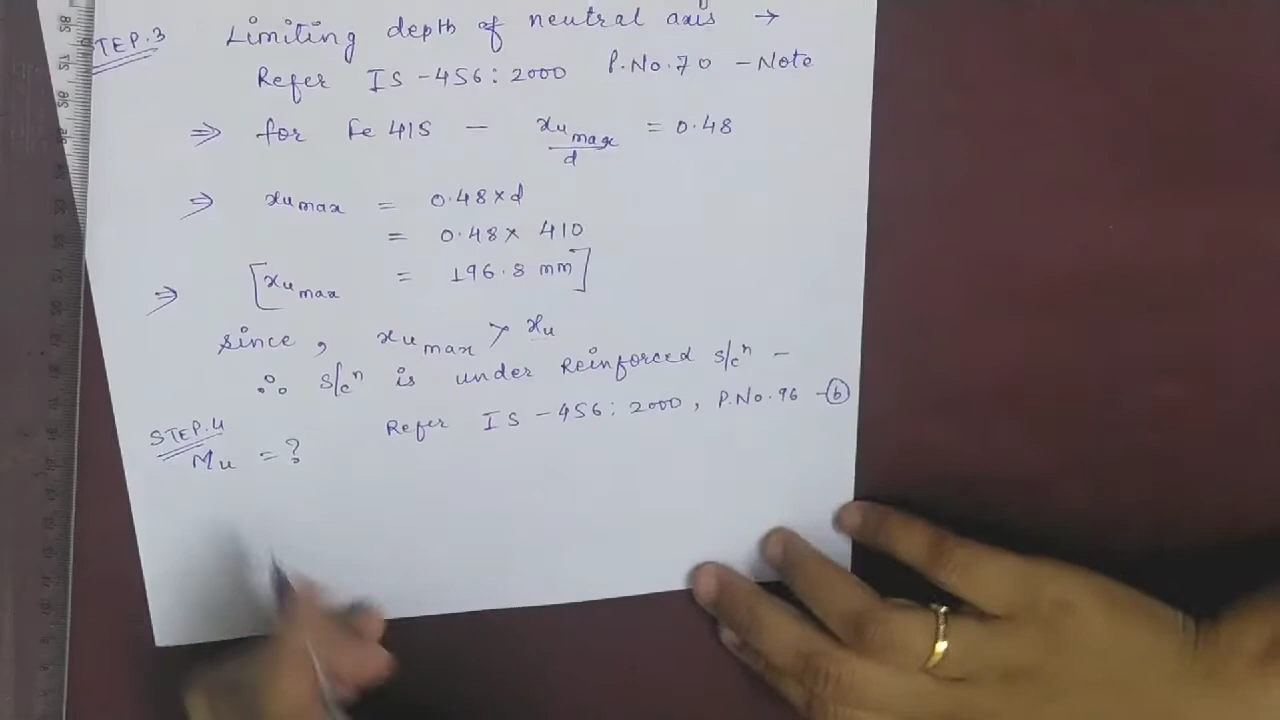 STEP.3 Limiting depth of neutral axis →
Refer IS-456:2000 P.No.70 - Note
⇒ for Fe 415 - xu max / d = 0.48
⇒ xu max = 0.48 × d
= 0.48 × 410
⇒ [xu max = 196.8 mm]
since, xu max > xu
∴ s/cⁿ is under Reinforced s/cⁿ -
STEP.4 Refer IS-456:2000, P.No.96 - (b)
Mu = ?